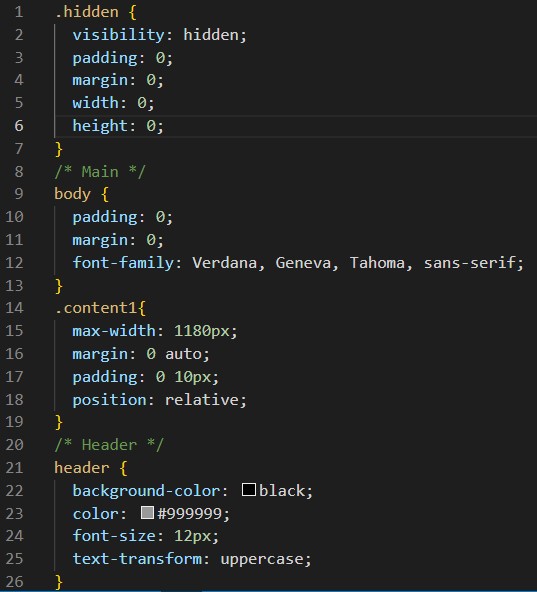 1 .hidden {
2 visibility: hidden;
3 padding: 0;
4 margin: 0;
5 width: 0;
6 height: 0;
7 }
8 /* Main */
9 body {
10 padding: 0;
11 margin: 0;
12 font-family: Verdana, Geneva, Tahoma, sans-serif;
13 }
14 .content1{
15 max-width: 1180px;
16 margin: 0 auto;
17 padding: 0 10px;
18 position: relative;
19 }
20 /* Header */
21 header {
22 background-color: black;
23 color: #999999;
24 font-size: 12px;
25 text-transform: uppercase;
26 }